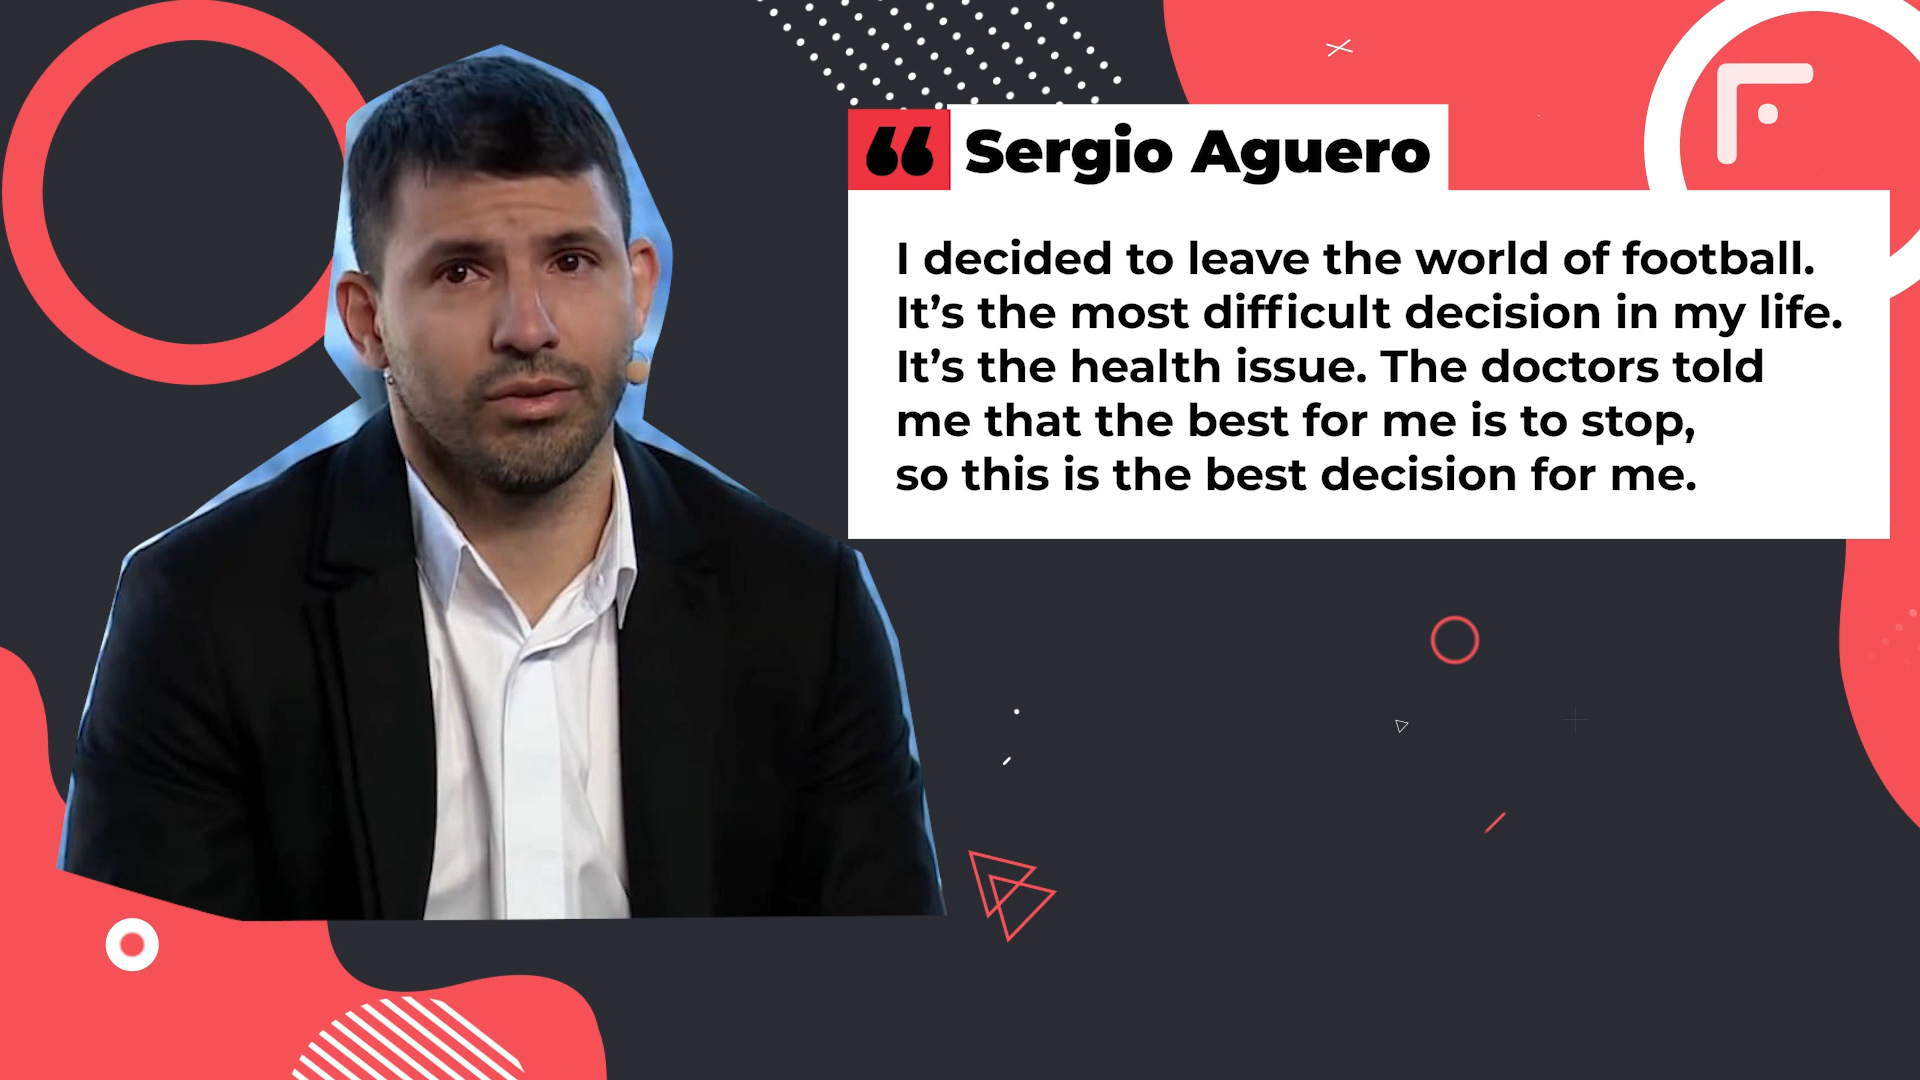 Sergio Aguero
I decided to leave the world of football.
It’s the most difficult decision in my life.
It’s the health issue. The doctors told
me that the best for me is to stop,
so this is the best decision for me.